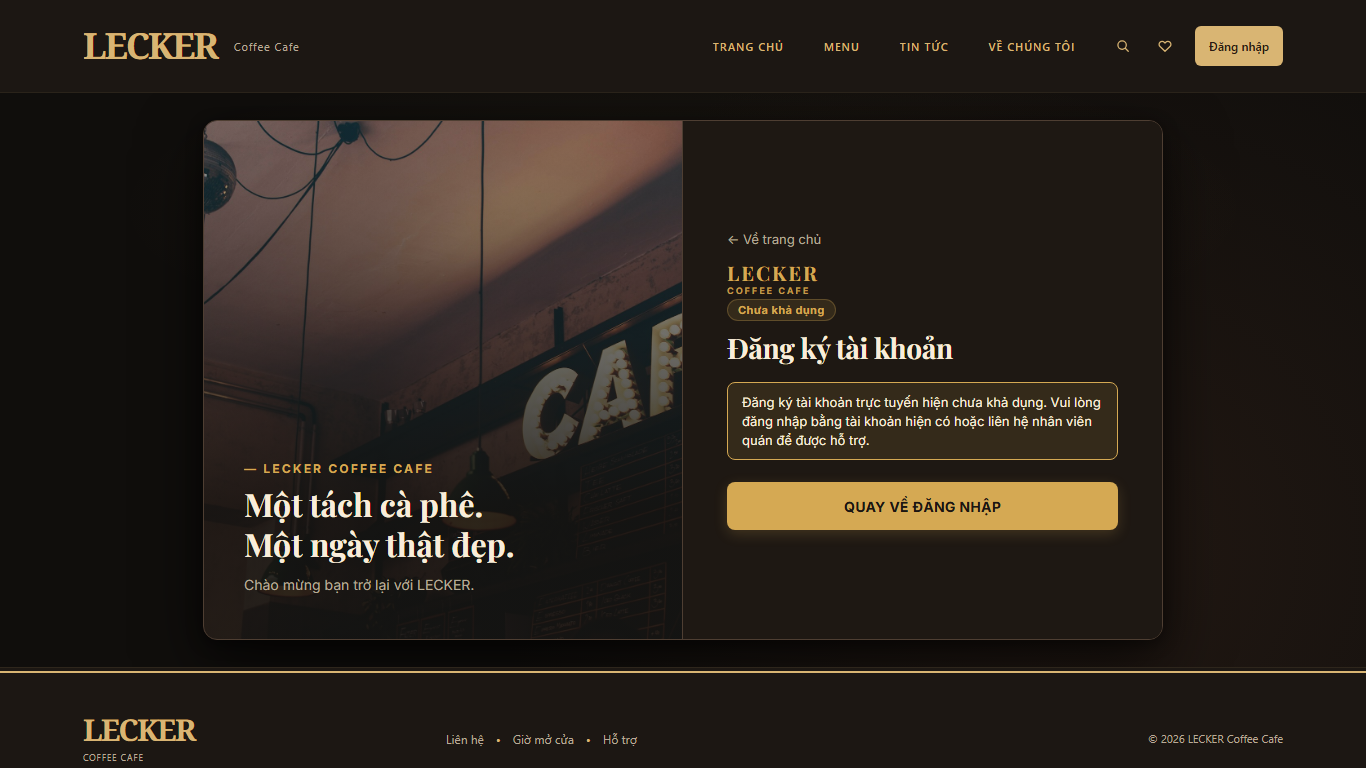 LECKER Coffee Cafe
TRANG CHỦ MENU TIN TỨC VỀ CHÚNG TÔI Đăng nhập
CAF
— LECKER COFFEE CAFE
Một tách cà phê.
Một ngày thật đẹp.
Chào mừng bạn trở lại với LECKER.
← Về trang chủ
LECKER
COFFEE CAFE
Chưa khả dụng
Đăng ký tài khoản
Đăng ký tài khoản trực tuyến hiện chưa khả dụng. Vui lòng
đăng nhập bằng tài khoản hiện có hoặc liên hệ nhân viên
quán để được hỗ trợ.
QUAY VỀ ĐĂNG NHẬP
LECKER
COFFEE CAFE
Liên hệ • Giờ mở cửa • Hỗ trợ
© 2026 LECKER Coffee Cafe